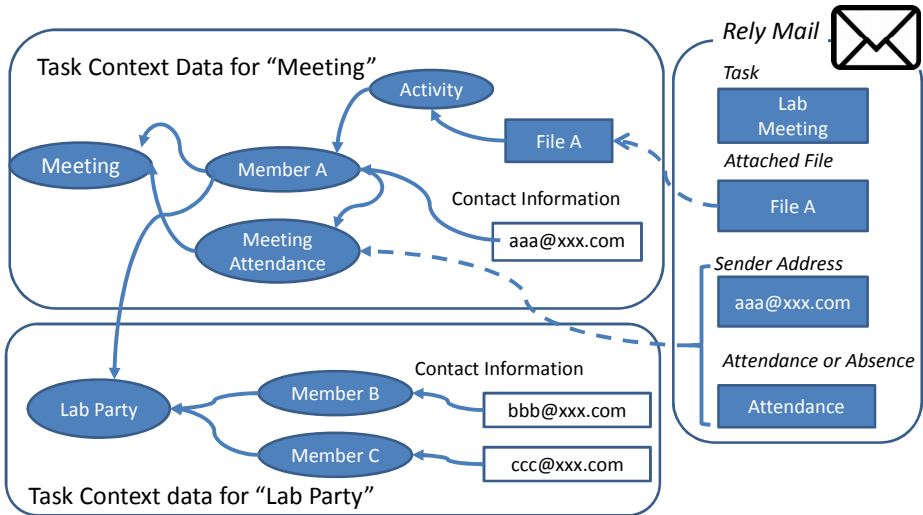 Task Context Data for “Meeting”
Activity
File A
Meeting
Member A
Contact Information
aaa@xxx.com
Meeting
Attendance
Lab Party
Member B
Contact Information
bbb@xxx.com
Member C
ccc@xxx.com
Task Context data for “Lab Party”
Rely Mail
Task
Lab
Meeting
Attached File
File A
Sender Address
aaa@xxx.com
Attendance or Absence
Attendance